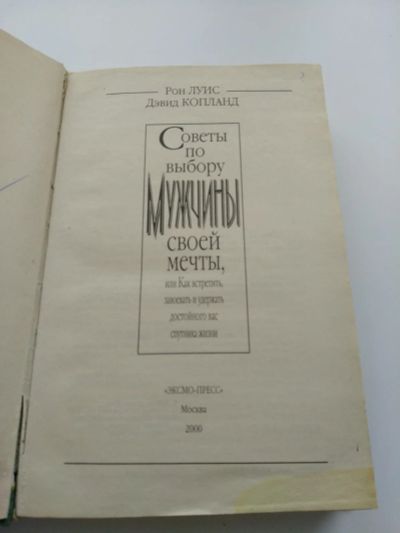 Рон ЛУИС
Дэвид КОПЛАНД
Советы
по
выбору
МУЖЧИНЫ
своей
мечты,
или Как встретить,
завоевать и удержать
достойного вас
спутника жизни
«ЭКСМО-ПРЕСС»
Москва
2000